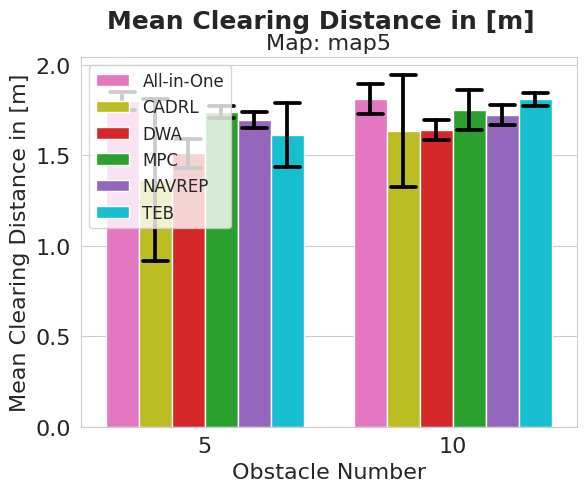 Mean Clearing Distance in [m]
Map: map5
Mean Clearing Distance in [m]
2.0
1.5
1.0
0.5
0.0
All-in-One
CADRL
DWA
MPC
NAVREP
TEB
5
10
Obstacle Number